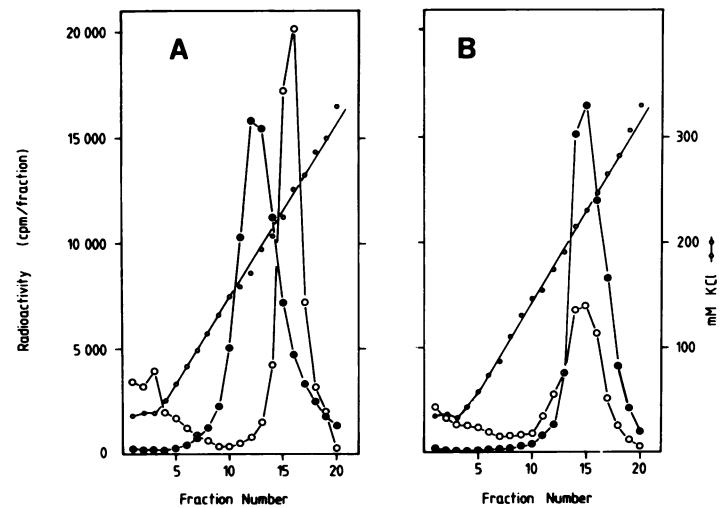 A
B
20 000
15 000
10 000
5 000
0
300
200
100
Radioactivity (cpm/fraction)
mM KCl
5 10 15 20
5 10 15 20
Fraction Number
Fraction Number